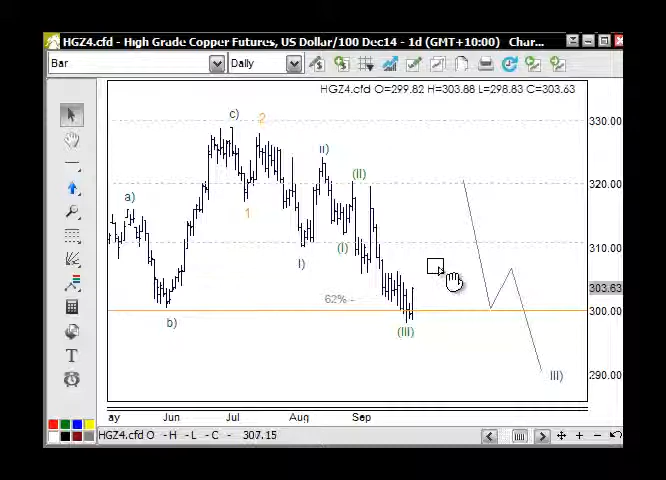 HGZ4.cfd - High Grade Copper Futures, US Dollar/100 Dec14 - 1d (GMT+10:00) Char...
Bar
Daily
HGZ4.cfd O=299.82 H=303.88 L=298.83 C=303.63
c)
2
330.00
ii)
(ii)
a)
320.00
1
(i)
310.00
i)
303.63
62%
300.00
b)
(iii)
290.00
iii)
T
ay Jun Jul Aug Sep
HGZ4.cfd O - H - L - C - 307.15